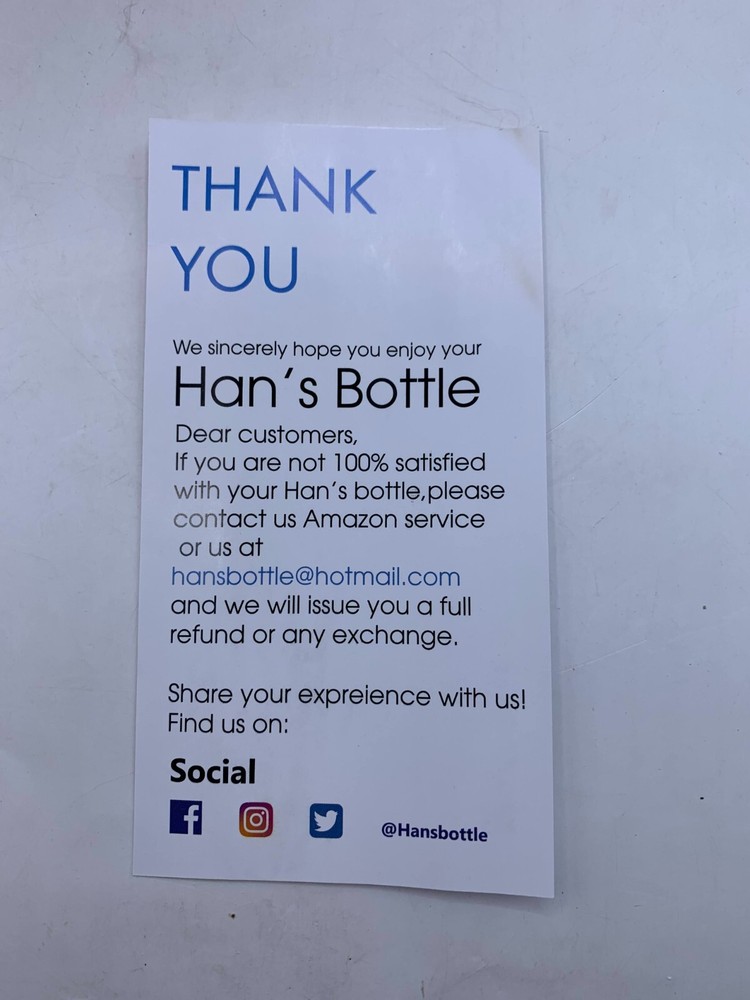 THANK
YOU
We sincerely hope you enjoy your
Han's Bottle
Dear customers,
If you are not 100% satisfied
with your Han's bottle,please
contact us Amazon service
or us at
hansbottle@hotmail.com
and we will issue you a full
refund or any exchange.
Share your expreience with us!
Find us on:
Social
@Hansbottle